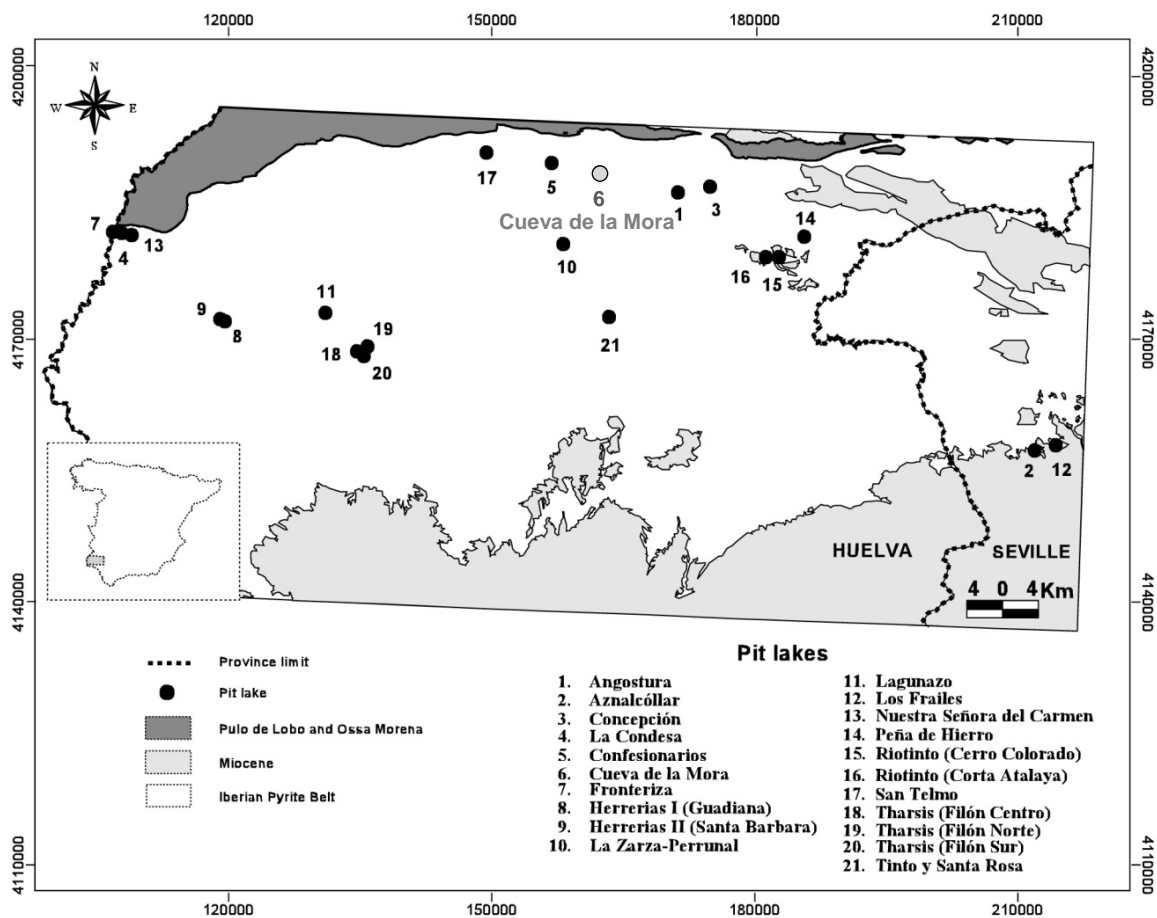 120000 150000 180000 210000
4200000 4200000
N
W E
S
17 5 6 1 3
Cueva de la Mora
7 4 13 14
10 16 15
9 8 11 19
18 20 21
4170000 4170000
2 12
HUELVA SEVILLE
4 0 4 Km
4140000 4140000
Province limit
Pit lake
Pulo de Lobo and Ossa Morena
Miocene
Iberian Pyrite Belt
Pit lakes
1. Angostura
2. Aznalcóllar
3. Concepción
4. La Condesa
5. Confesionarios
6. Cueva de la Mora
7. Fronteriza
8. Herrerias I (Guadiana)
9. Herrerias II (Santa Barbara)
10. La Zarza-Perrunal
11. Lagunazo
12. Los Frailes
13. Nuestra Señora del Carmen
14. Peña de Hierro
15. Riotinto (Cerro Colorado)
16. Riotinto (Corta Atalaya)
17. San Telmo
18. Tharsis (Filón Centro)
19. Tharsis (Filón Norte)
20. Tharsis (Filón Sur)
21. Tinto y Santa Rosa
4110000 4110000
120000 150000 180000 210000